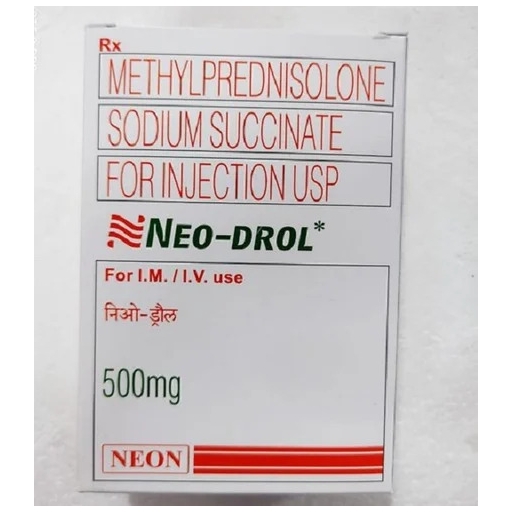 Rx
METHYLPREDNISOLONE
SODIUM SUCCINATE
FOR INJECTION USP
NEO-DROL*
For I.M. / I.V. use
निओ-ड्रौल
500mg
NEON